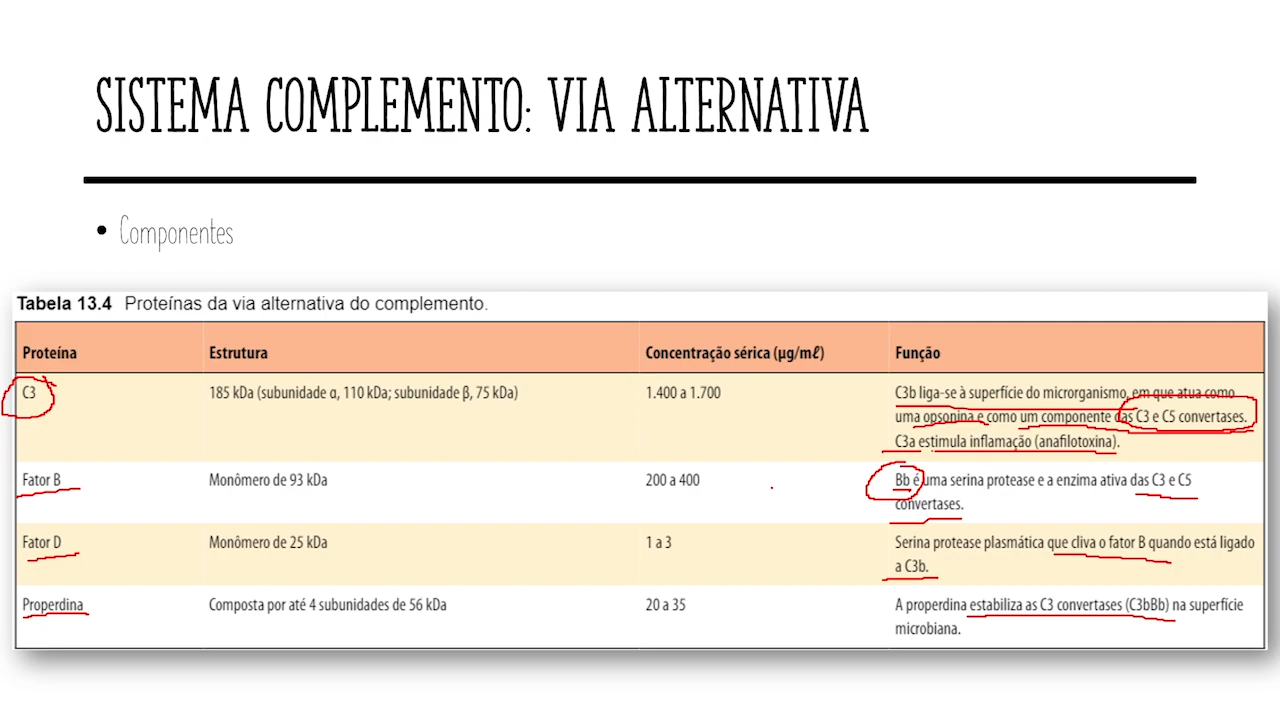 SISTEMA COMPLEMENTO: VIA ALTERNATIVA
• Componentes
Tabela 13.4 Proteínas da via alternativa do complemento.
Proteína Estrutura Concentração sérica (μg/mℓ) Função
C3 185 kDa (subunidade α, 110 kDa; subunidade β, 75 kDa) 1.400 a 1.700 C3b liga-se à superfície do microrganismo, em que atua como
uma opsonina e como um componente das C3 e C5 convertases.
C3a estimula inflamação (anafilotoxina).
Fator B Monômero de 93 kDa 200 a 400 Bb é uma serina protease e a enzima ativa das C3 e C5
convertases.
Fator D Monômero de 25 kDa 1 a 3 Serina protease plasmática que cliva o fator B quando está ligado
a C3b.
Properdina Composta por até 4 subunidades de 56 kDa 20 a 35 A properdina estabiliza as C3 convertases (C3bBb) na superfície
microbiana.